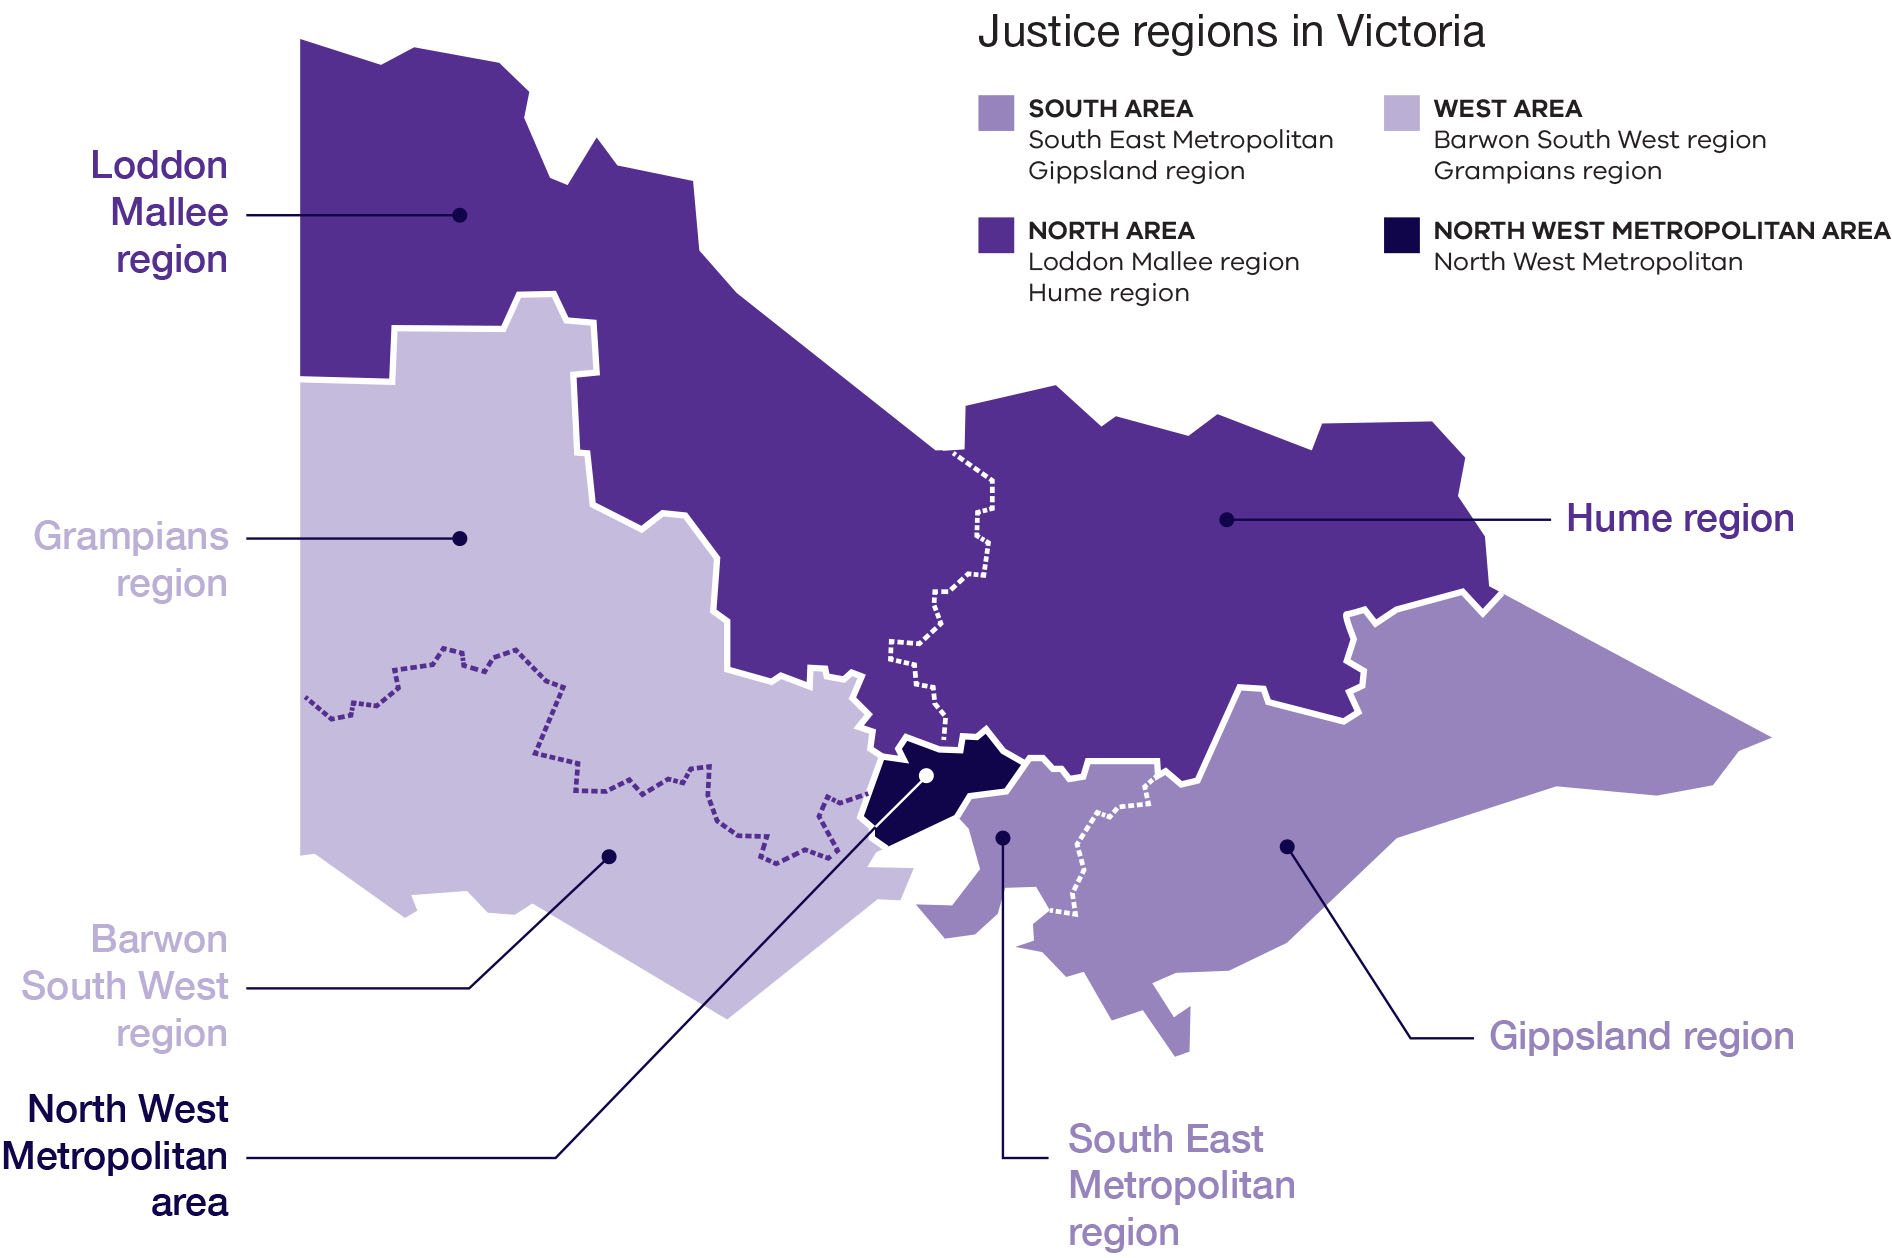 Justice regions in Victoria
SOUTH AREA
South East Metropolitan
Gippsland region
WEST AREA
Barwon South West region
Grampians region
NORTH AREA
Loddon Mallee region
Hume region
NORTH WEST METROPOLITAN AREA
North West Metropolitan
Loddon
Mallee
region
Grampians
region
Hume region
Barwon
South West
region
Gippsland region
North West
Metropolitan
area
South East
Metropolitan
region